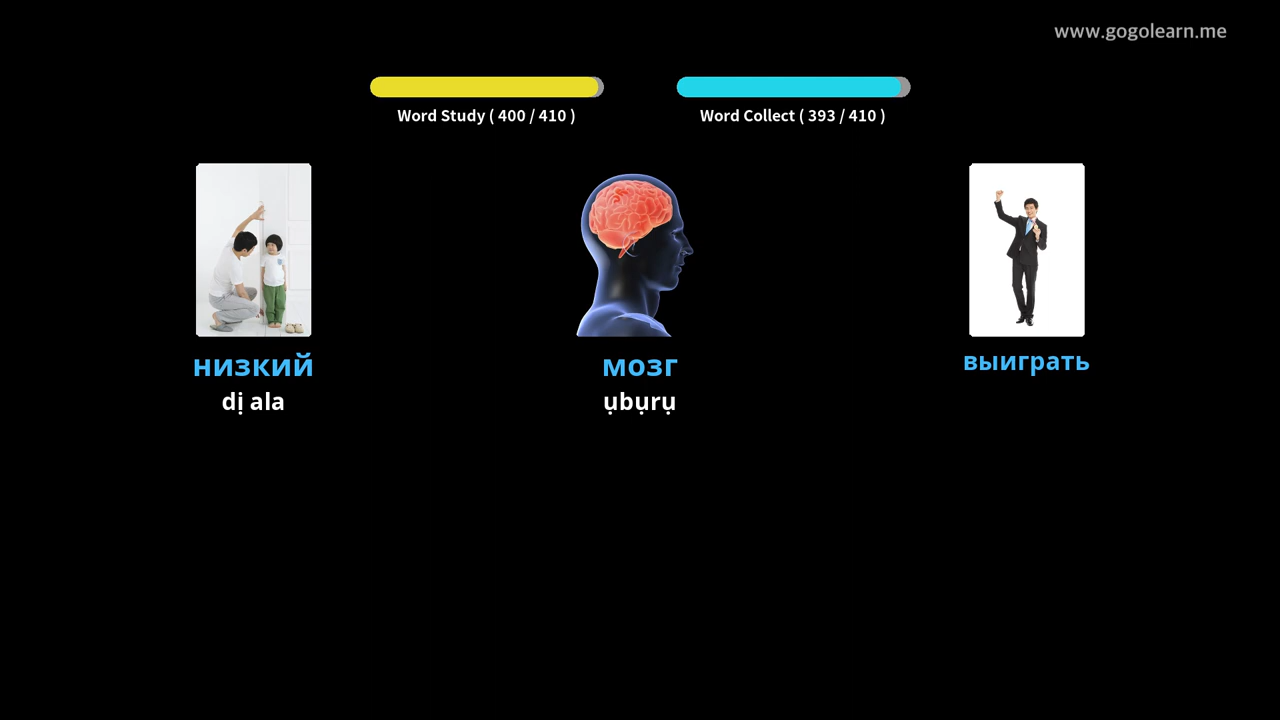 www.gogolearn.me
Word Study ( 400 / 410 )
Word Collect ( 393 / 410 )
низкий
dị ala
мозг
ụbụrụ
выиграть